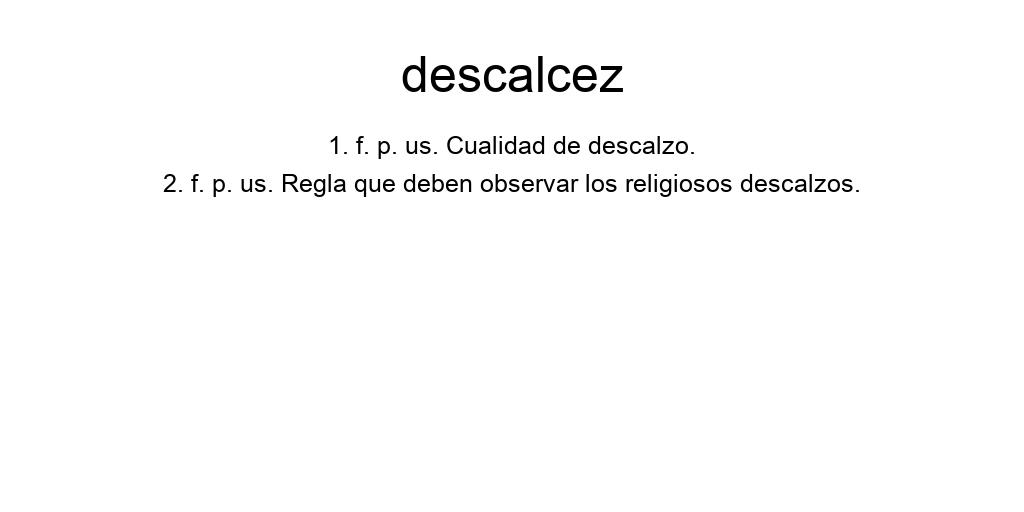 descalcez
1. f. p. us. Cualidad de descalzo.
2. f. p. us. Regla que deben observar los religiosos descalzos.